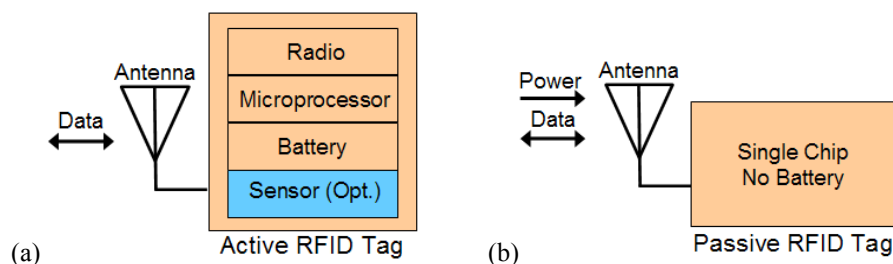 Antenna
Data
Radio
Microprocessor
Battery
Sensor (Opt.)
(a)
Active RFID Tag
Power
Data
Antenna
Single Chip
No Battery
(b)
Passive RFID Tag